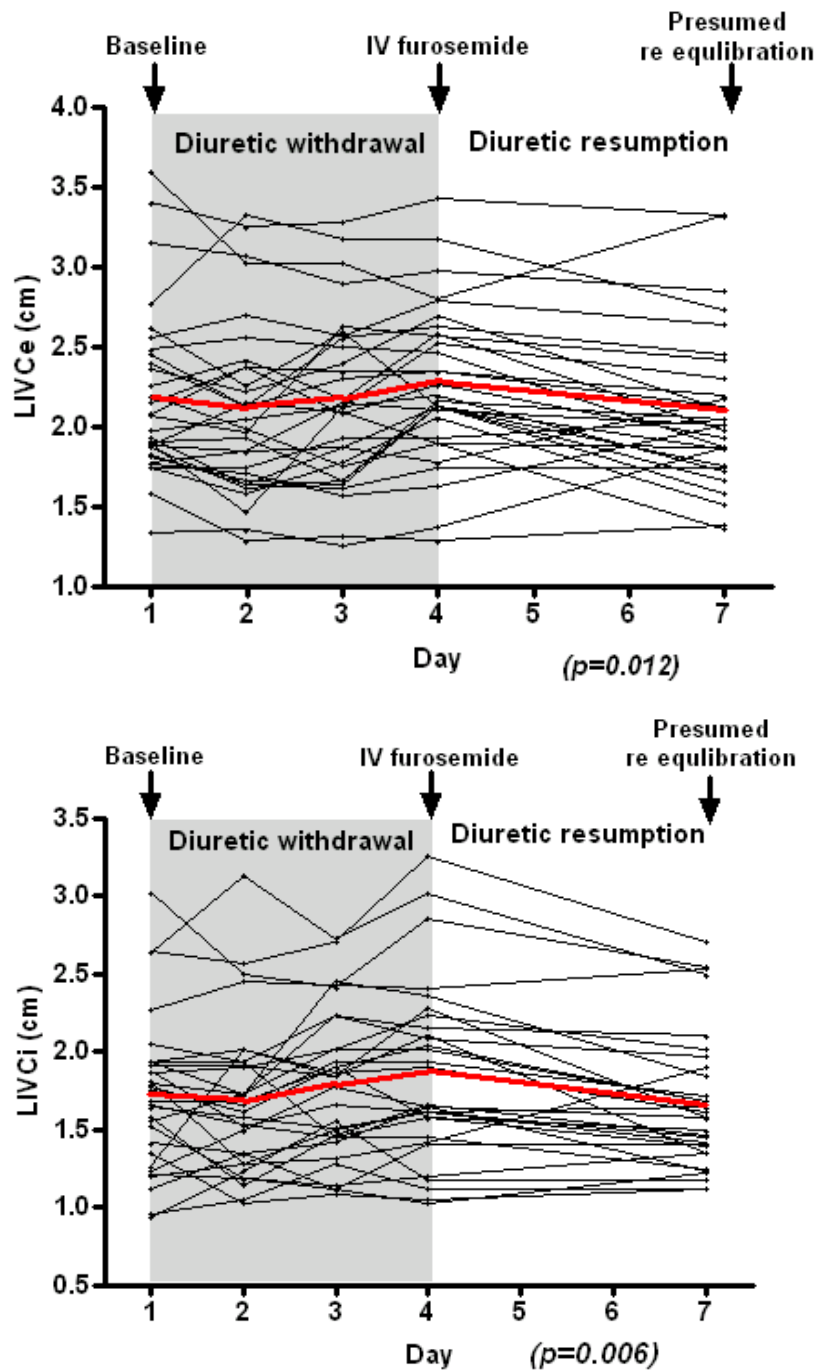 Baseline IV furosemide Presumed
re equlibration
Diuretic withdrawal Diuretic resumption
LIVCe (cm)
4.0
3.5
3.0
2.5
2.0
1.5
1.0
1 2 3 4 5 6 7
Day (p=0.012)
Baseline IV furosemide Presumed
re equlibration
Diuretic withdrawal Diuretic resumption
LIVCi (cm)
3.5
3.0
2.5
2.0
1.5
1.0
0.5
1 2 3 4 5 6 7
Day (p=0.006)